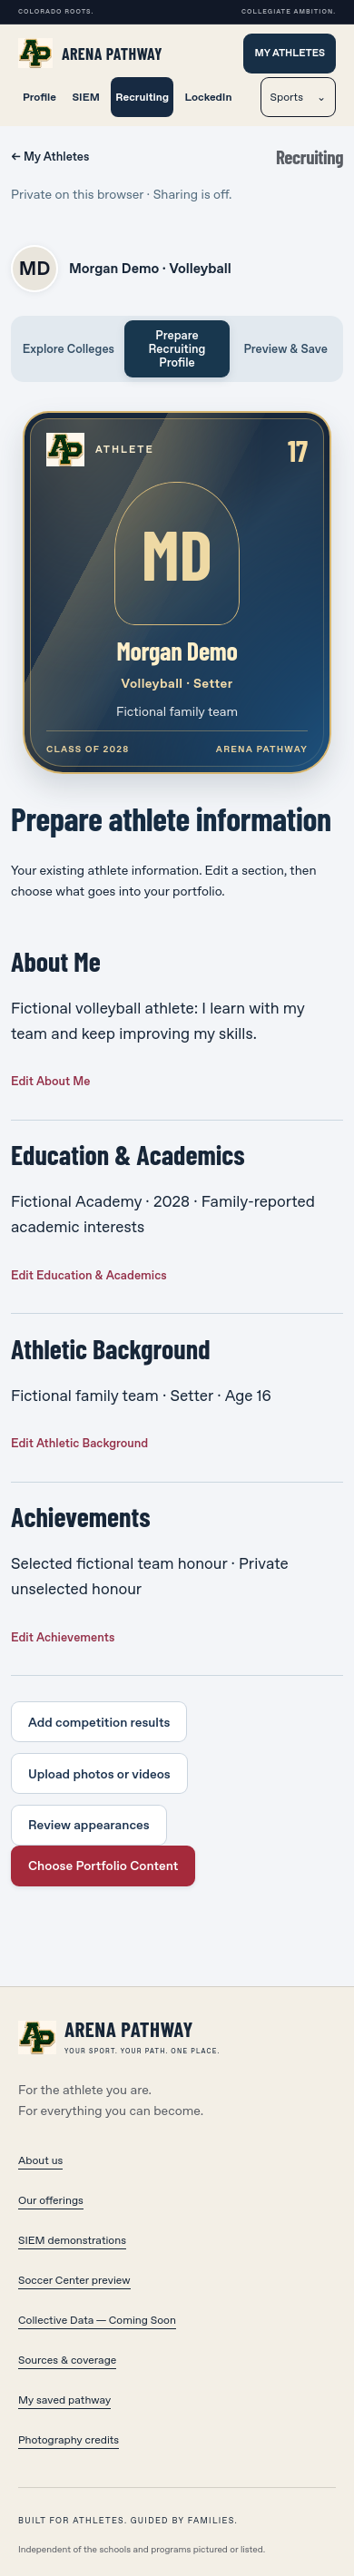 COLORADO ROOTS.
COLLEGIATE AMBITION.
AP
ARENA PATHWAY
MY ATHLETES
Profile
SIEM
Recruiting
LockedIn
Sports
← My Athletes
Recruiting
Private on this browser · Sharing is off.
MD
Morgan Demo · Volleyball
Explore Colleges
Prepare
Recruiting
Profile
Preview & Save
AP
ATHLETE
17
MD
Morgan Demo
Volleyball · Setter
Fictional family team
CLASS OF 2028
ARENA PATHWAY
Prepare athlete information
Your existing athlete information. Edit a section, then
choose what goes into your portfolio.
About Me
Fictional volleyball athlete: I learn with my
team and keep improving my skills.
Edit About Me
Education & Academics
Fictional Academy · 2028 · Family-reported
academic interests
Edit Education & Academics
Athletic Background
Fictional family team · Setter · Age 16
Edit Athletic Background
Achievements
Selected fictional team honour · Private
unselected honour
Edit Achievements
Add competition results
Upload photos or videos
Review appearances
Choose Portfolio Content
AP
ARENA PATHWAY
YOUR SPORT. YOUR PATH. ONE PLACE.
For the athlete you are.
For everything you can become.
About us
Our offerings
SIEM demonstrations
Soccer Center preview
Collective Data — Coming Soon
Sources & coverage
My saved pathway
Photography credits
BUILT FOR ATHLETES. GUIDED BY FAMILIES.
Independent of the schools and programs pictured or listed.